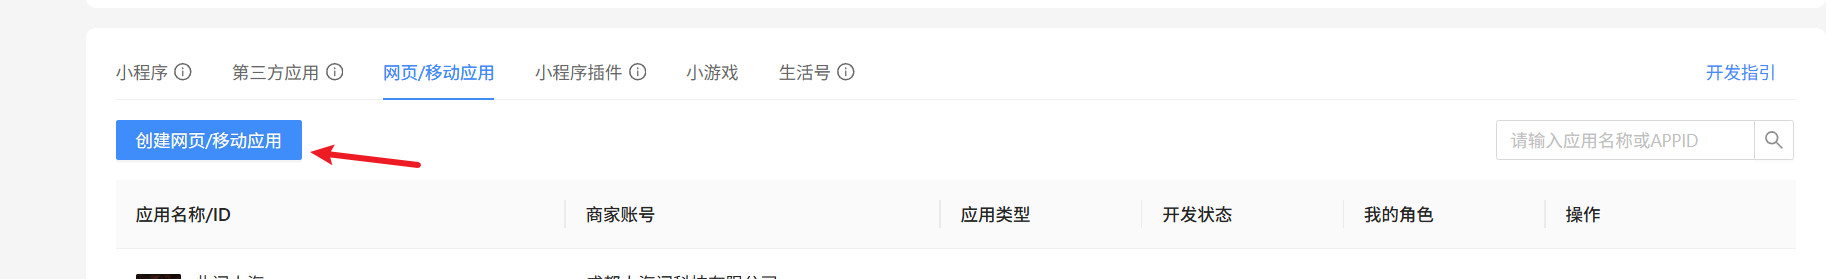 小程序 第三方应用 网页/移动应用 小程序插件 小游戏 生活号 开发指引
创建网页/移动应用 请输入应用名称或APPID
应用名称/ID 商家账号 应用类型 开发状态 我的角色 操作